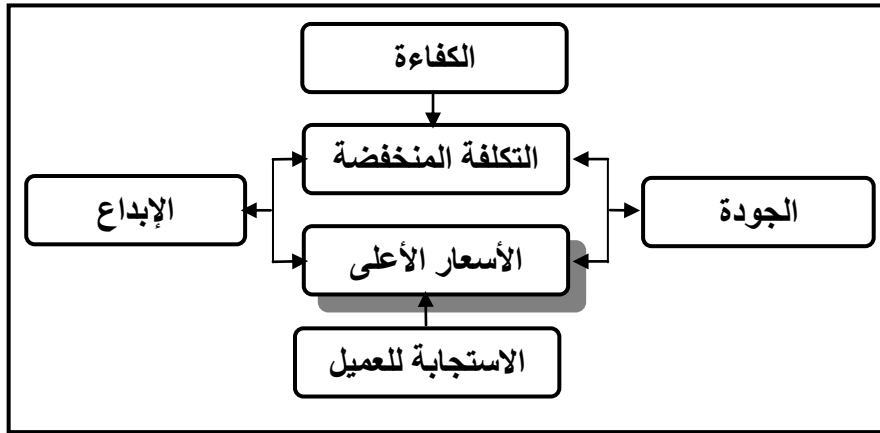 الكفاءة
التكلفة المنخفضة
الجودة
الإبداع
الأسعار الأعلى
الاستجابة للعميل